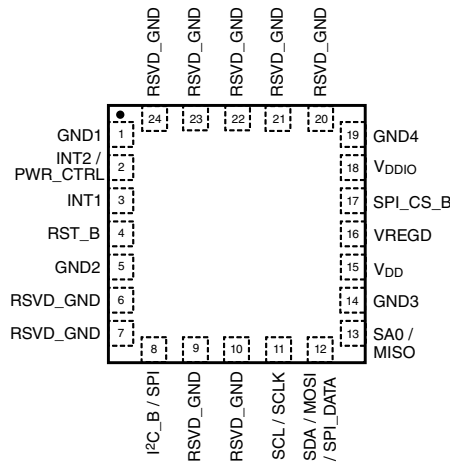 RSVD_GND
RSVD_GND
RSVD_GND
RSVD_GND
RSVD_GND
24
23
22
21
20
GND1
1
INT2 /
PWR_CTRL
2
INT1
3
RST_B
4
GND2
5
RSVD_GND
6
RSVD_GND
7
19
GND4
18
VDDIO
17
SPI_CS_B
16
VREGD
15
VDD
14
GND3
13
SA0 /
MISO
8
9
10
11
12
I²C_B / SPI
RSVD_GND
RSVD_GND
SCL / SCLK
SDA / MOSI
/ SPI_DATA